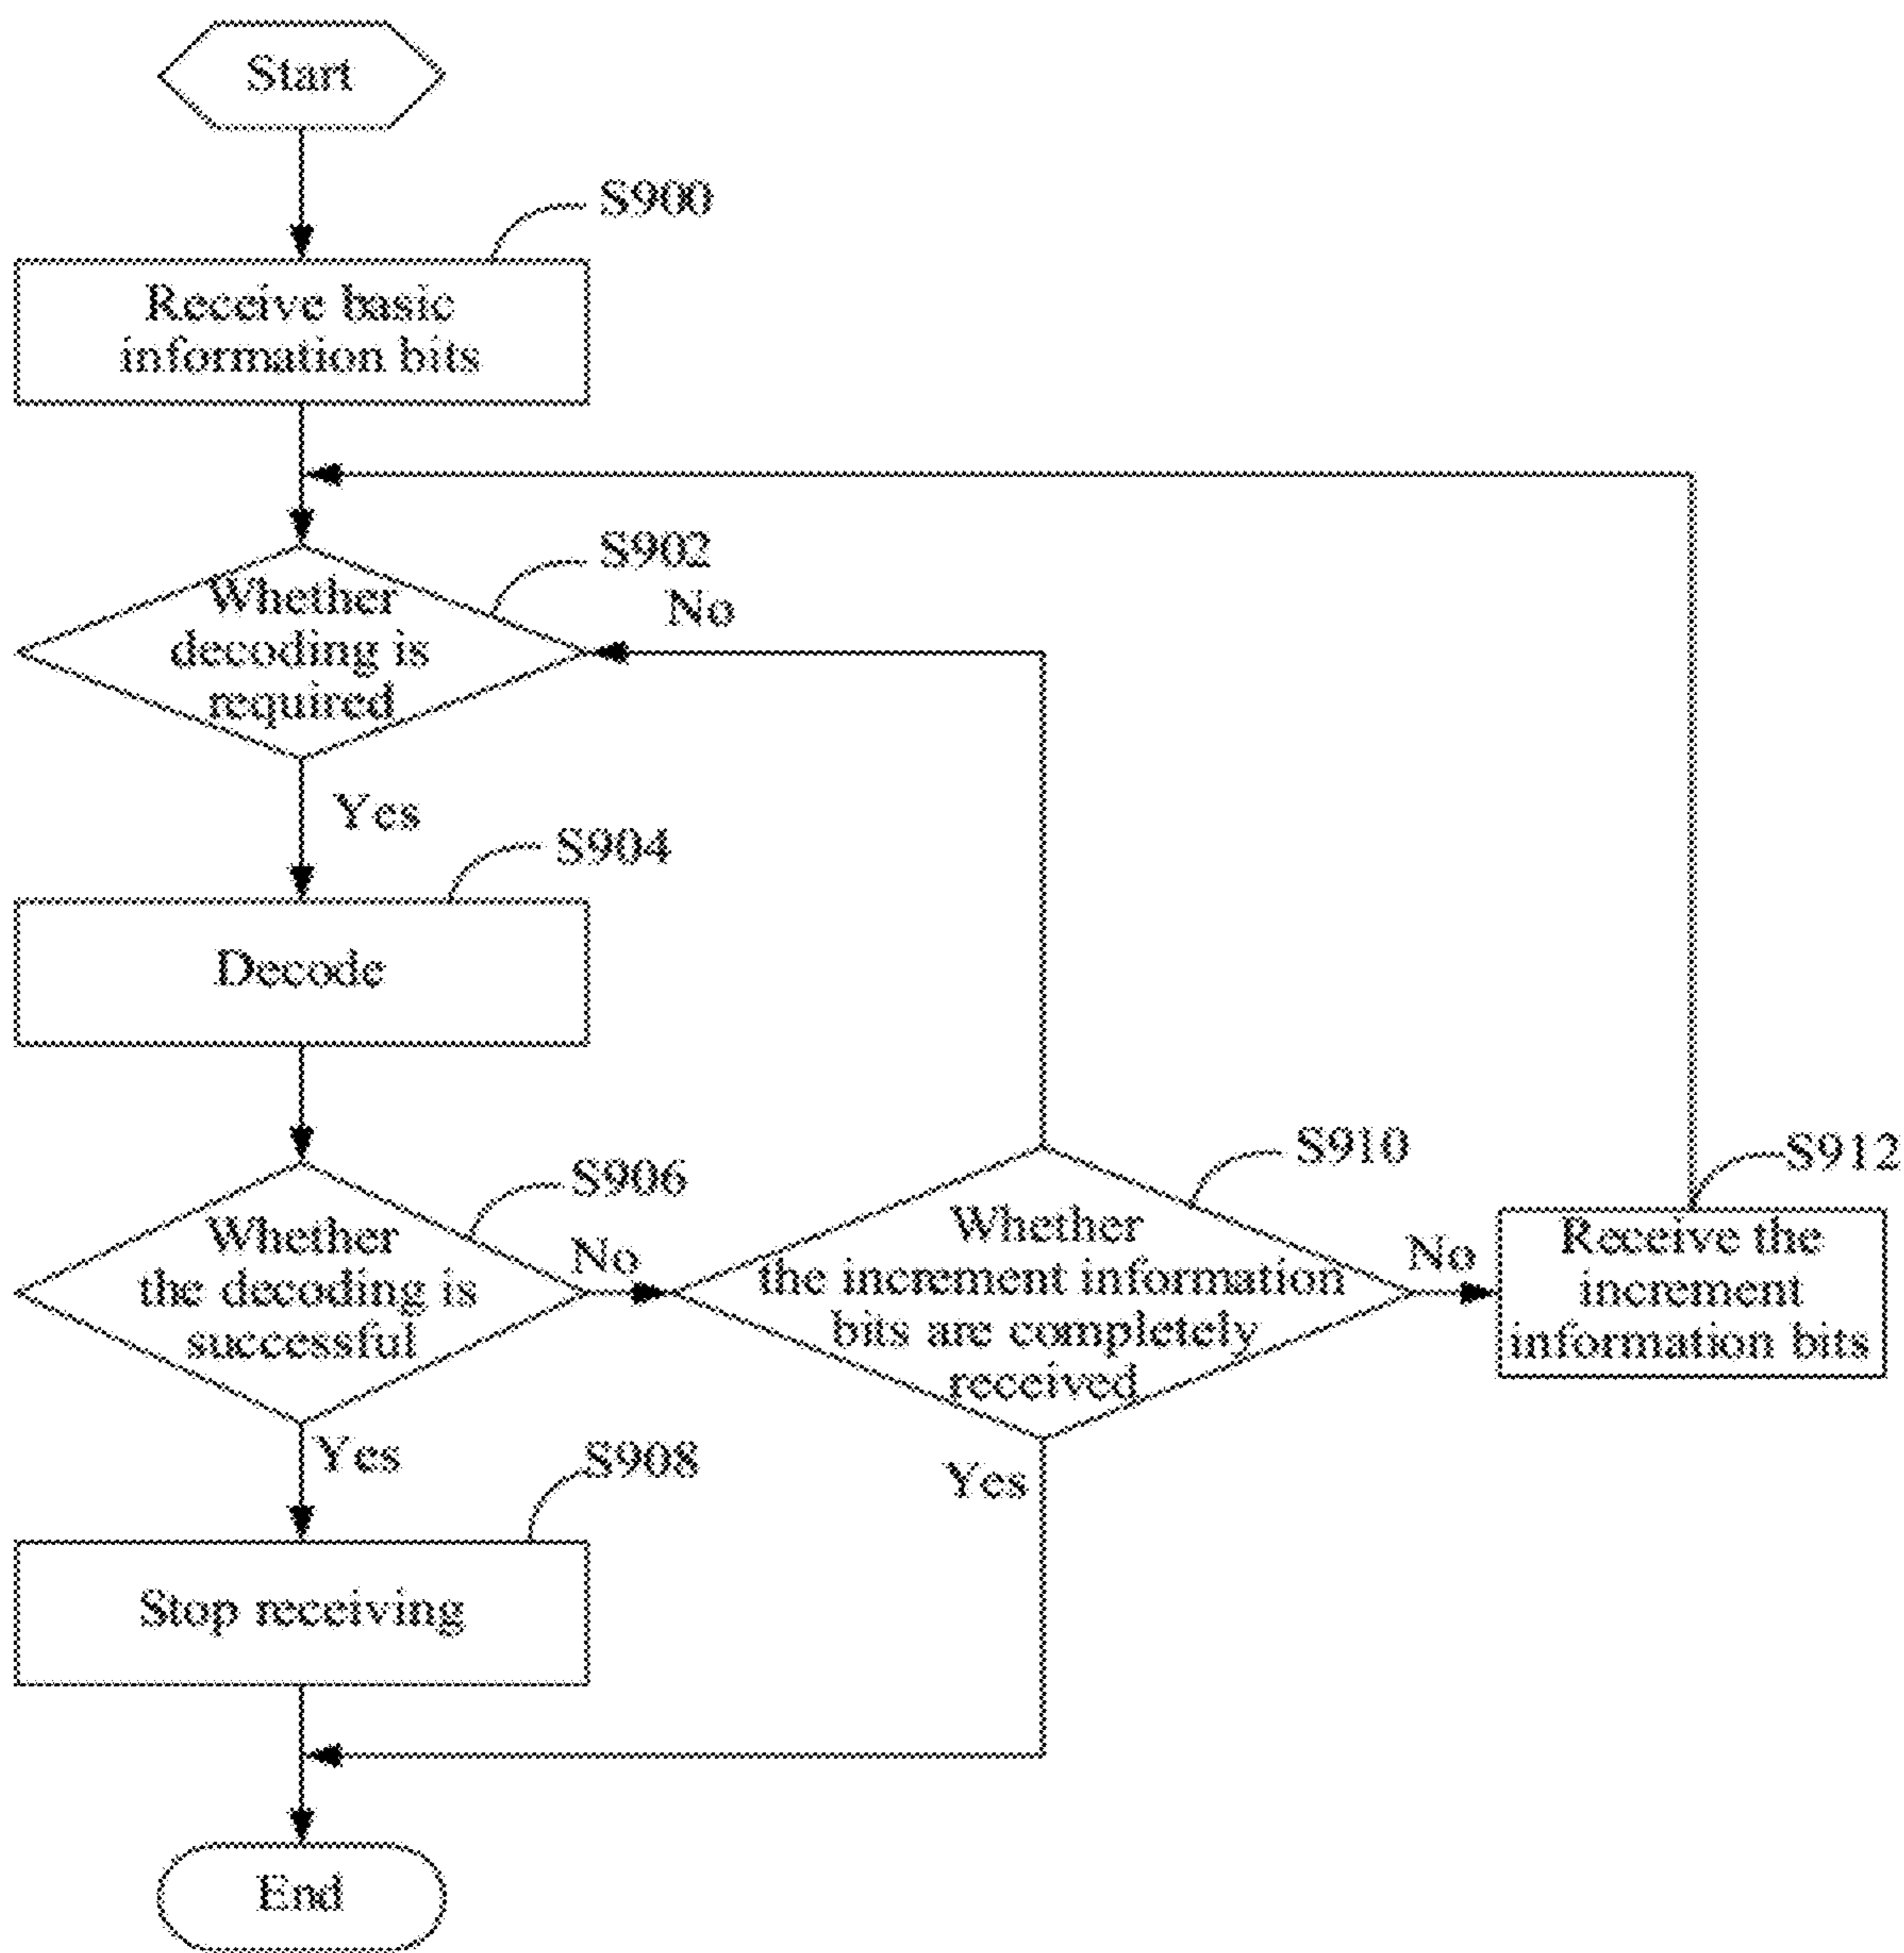 Start
S900
Receive basic
information bits
S902
Whether
decoding is
required
No
Yes
S904
Decode
S906
Whether
the decoding is
successful
No
S910
Whether
the increment information
bits are completely
received
No
S912
Receive the
increment
information bits
Yes
S908
Yes
Stop receiving
End